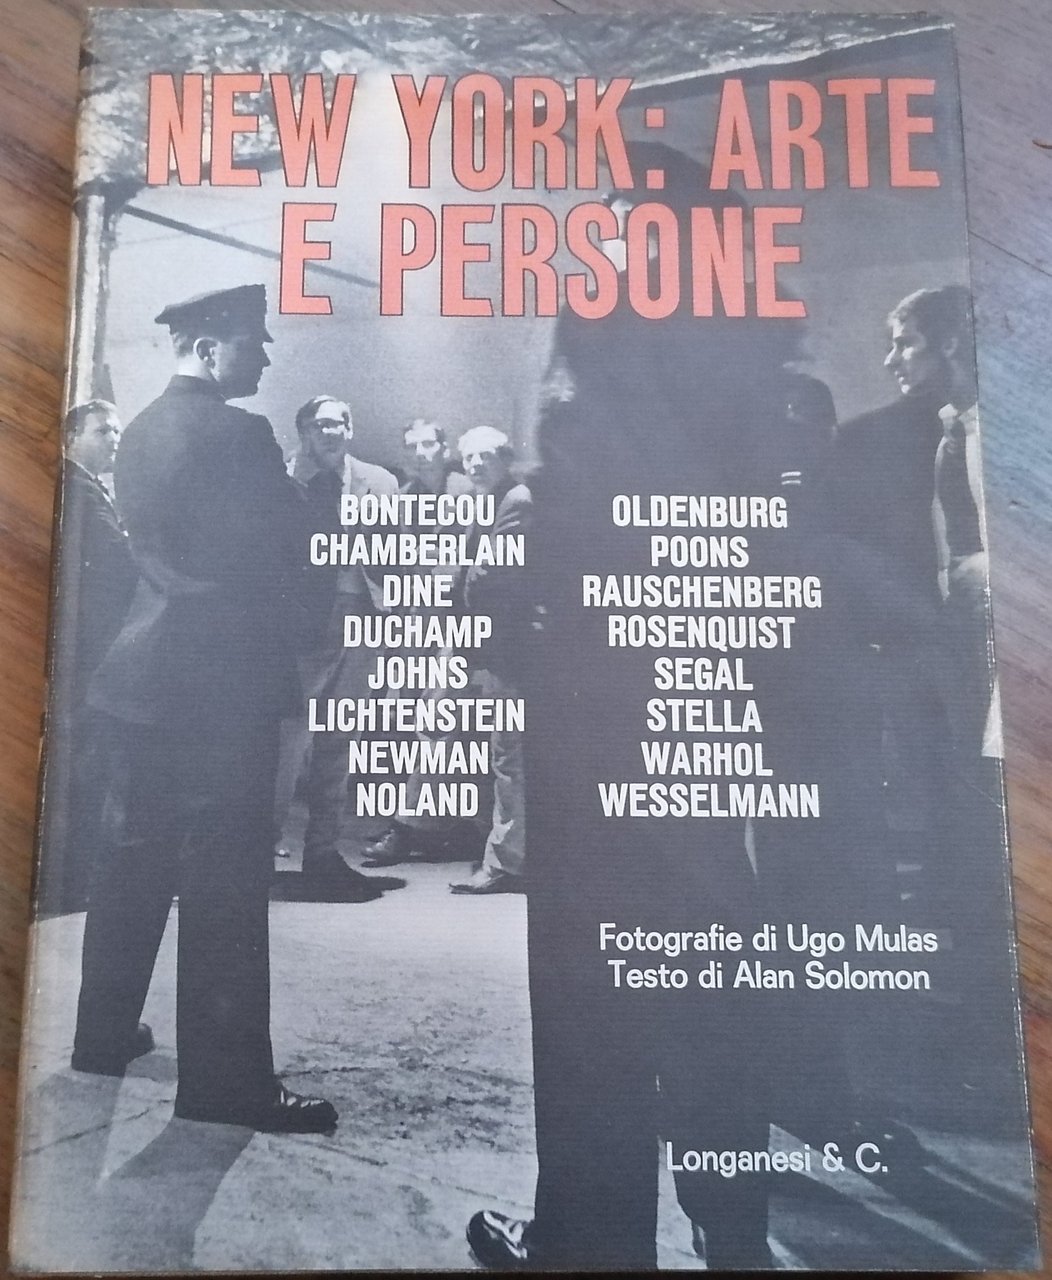 NEW YORK: ARTE
E PERSONE
BONTECOU
CHAMBERLAIN
DINE
DUCHAMP
JOHNS
LICHTENSTEIN
NEWMAN
NOLAND
OLDENBURG
POONS
RAUSCHENBERG
ROSENQUIST
SEGAL
STELLA
WARHOL
WESSELMANN
Fotografie di Ugo Mulas
Testo di Alan Solomon
Longanesi & C.